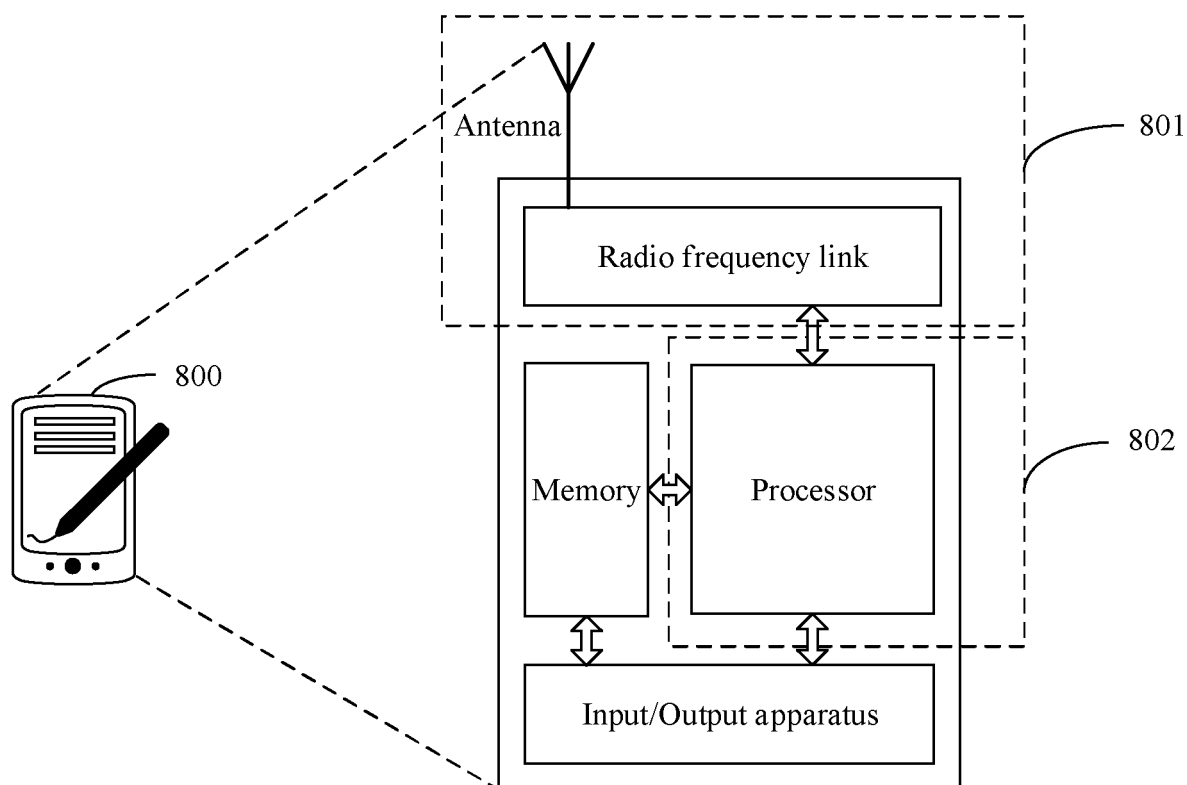 Antenna
801
Radio frequency link
800
802
Memory
Processor
Input/Output apparatus